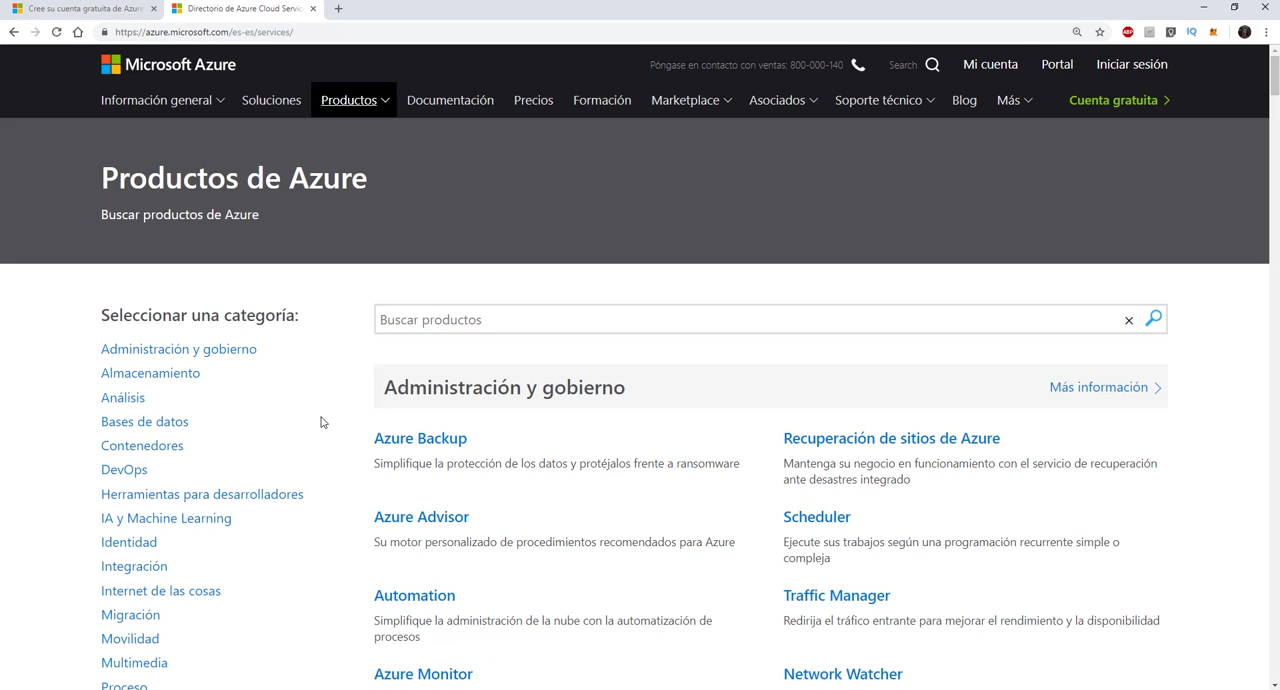 Cree su cuenta gratuita de Azure
Directorio de Azure Cloud Servic
https://azure.microsoft.com/es-es/services/
ABP
IQ
Microsoft Azure
Póngase en contacto con ventas: 800-000-140
Search
Mi cuenta
Portal
Iniciar sesión
Información general
Soluciones
Productos
Documentación
Precios
Formación
Marketplace
Asociados
Soporte técnico
Blog
Más
Cuenta gratuita
Productos de Azure
Buscar productos de Azure
Seleccionar una categoría:
Administración y gobierno
Almacenamiento
Análisis
Bases de datos
Contenedores
DevOps
Herramientas para desarrolladores
IA y Machine Learning
Identidad
Integración
Internet de las cosas
Migración
Movilidad
Multimedia
Proceso
Buscar productos
Administración y gobierno
Más información
Azure Backup
Simplifique la protección de los datos y protéjalos frente a ransomware
Recuperación de sitios de Azure
Mantenga su negocio en funcionamiento con el servicio de recuperación
ante desastres integrado
Azure Advisor
Su motor personalizado de procedimientos recomendados para Azure
Scheduler
Ejecute sus trabajos según una programación recurrente simple o
compleja
Automation
Simplifique la administración de la nube con la automatización de
procesos
Traffic Manager
Redirija el tráfico entrante para mejorar el rendimiento y la disponibilidad
Azure Monitor
Network Watcher